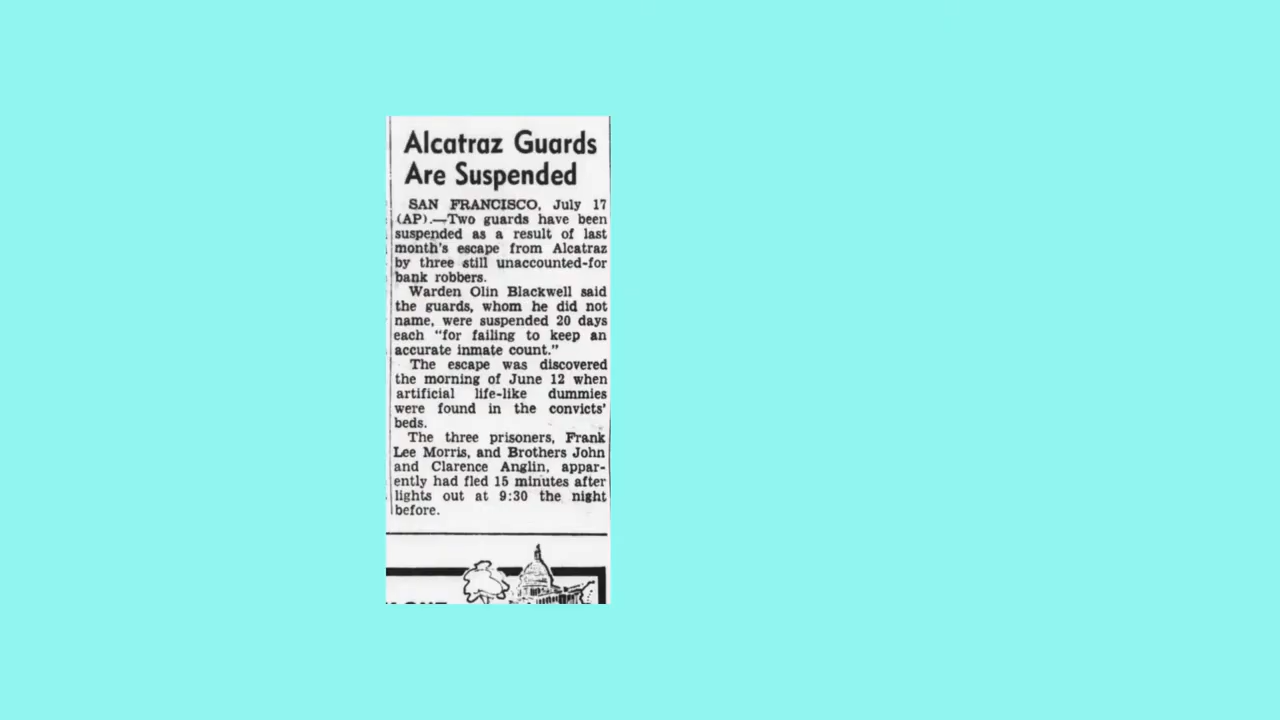 Alcatraz Guards
Are Suspended
SAN FRANCISCO, July 17
(AP).—Two guards have been
suspended as a result of last
month's escape from Alcatraz
by three still unaccounted-for
bank robbers.
Warden Olin Blackwell said
the guards, whom he did not
name, were suspended 20 days
each "for failing to keep an
accurate inmate count."
The escape was discovered
the morning of June 12 when
artificial life-like dummies
were found in the convicts'
beds.
The three prisoners, Frank
Lee Morris, and Brothers John
and Clarence Anglin, appar-
ently had fled 15 minutes after
lights out at 9:30 the night
before.